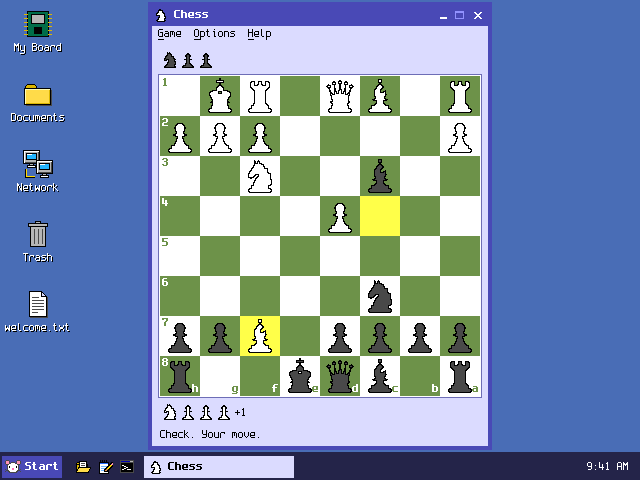 My Board
Documents
Network
Trash
welcome.txt
Chess
Game Options Help
1
2
3
4
5
6
7
8
h g f e d c b a
+1
Check. Your move.
Start
Chess
9:41 AM